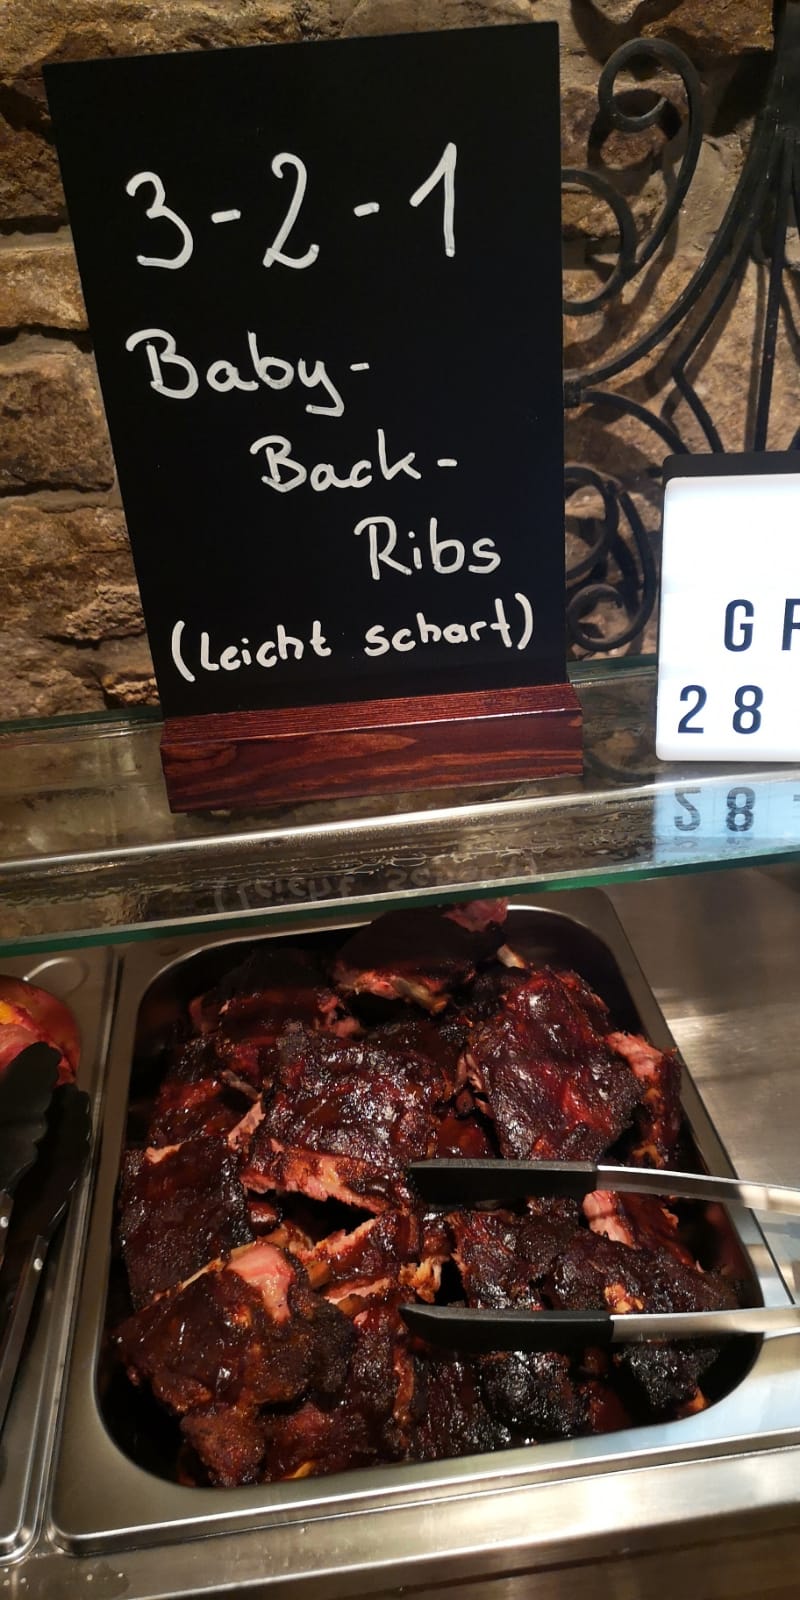 3-2-1
Baby-
Back-
Ribs
(leicht scharf)
G
28